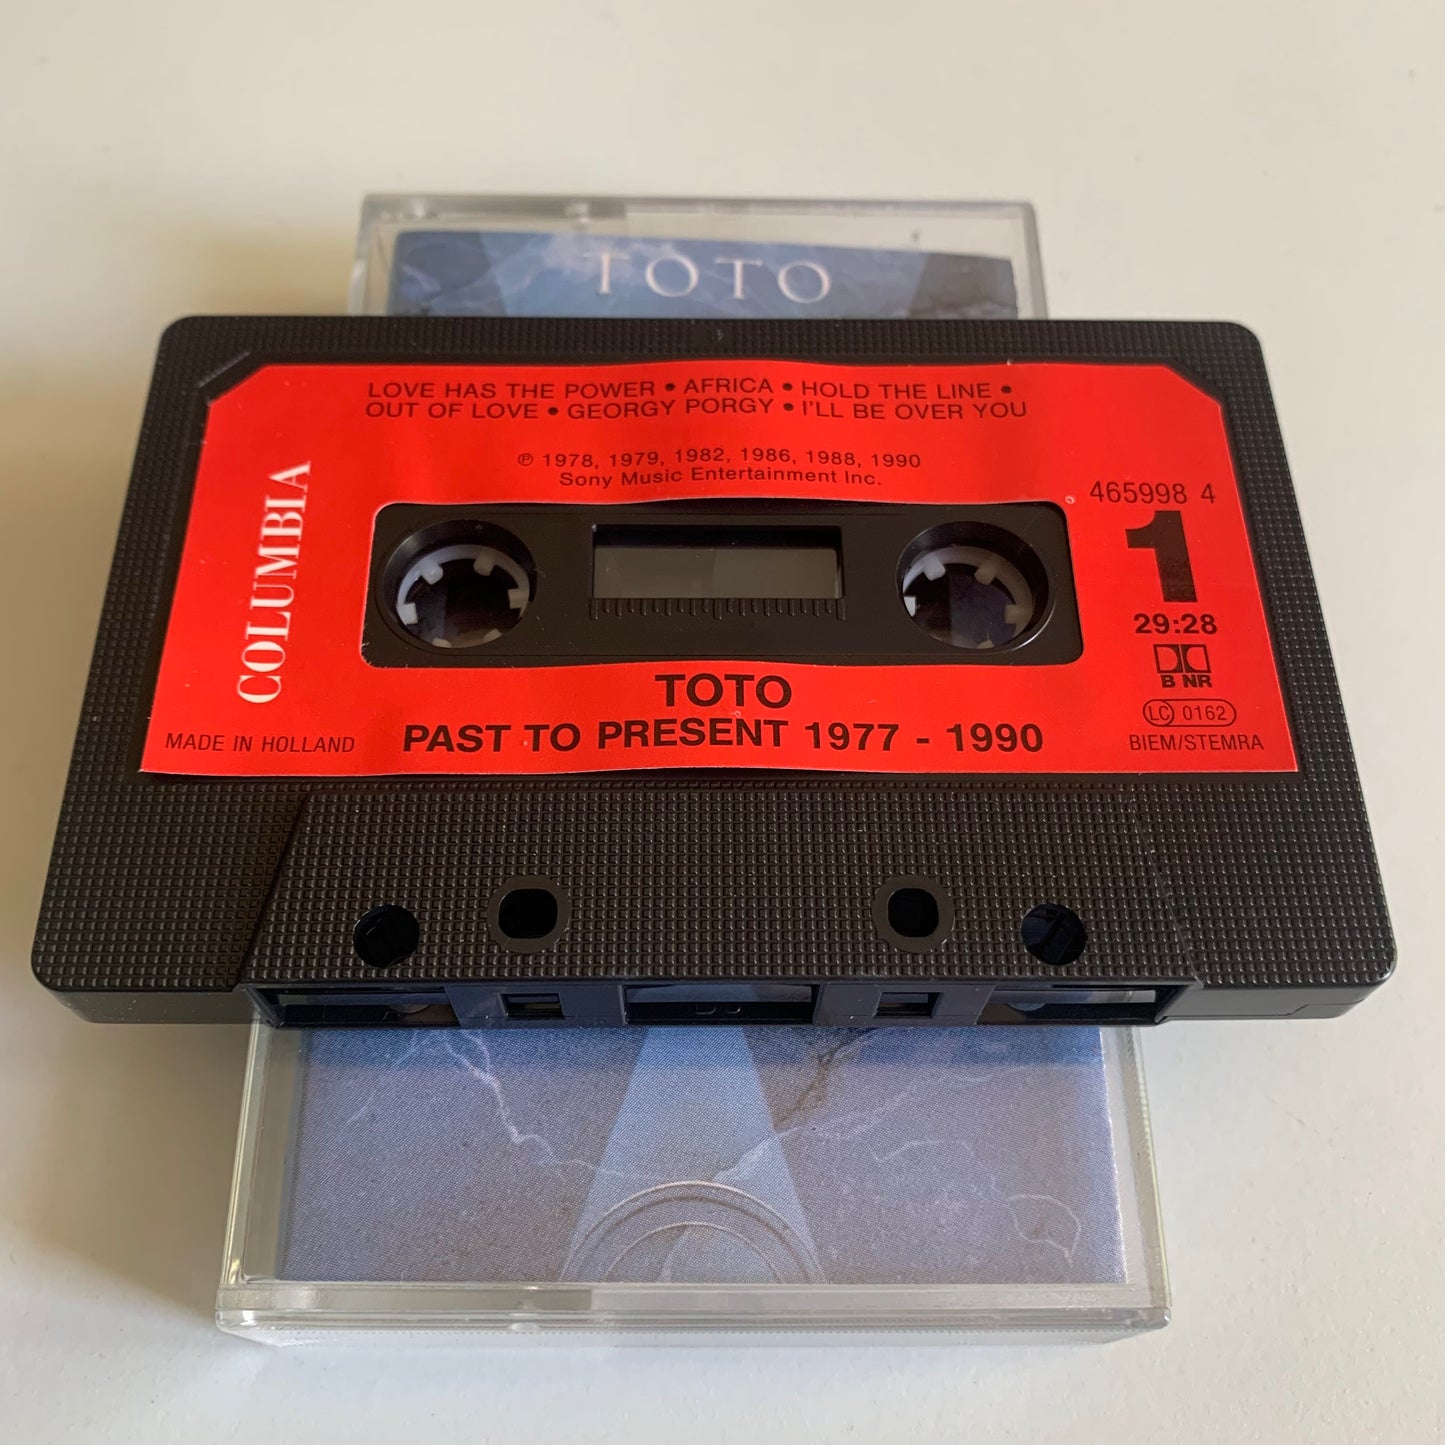 TOTO
LOVE HAS THE POWER • AFRICA • HOLD THE LINE •
OUT OF LOVE • GEORGY PORGY • I'LL BE OVER YOU
℗ 1978, 1979, 1982, 1986, 1988, 1990
Sony Music Entertainment Inc.
COLUMBIA
465998 4
1
29:28
B NR
LC 0162
BIEM/STEMRA
TOTO
PAST TO PRESENT 1977 - 1990
MADE IN HOLLAND